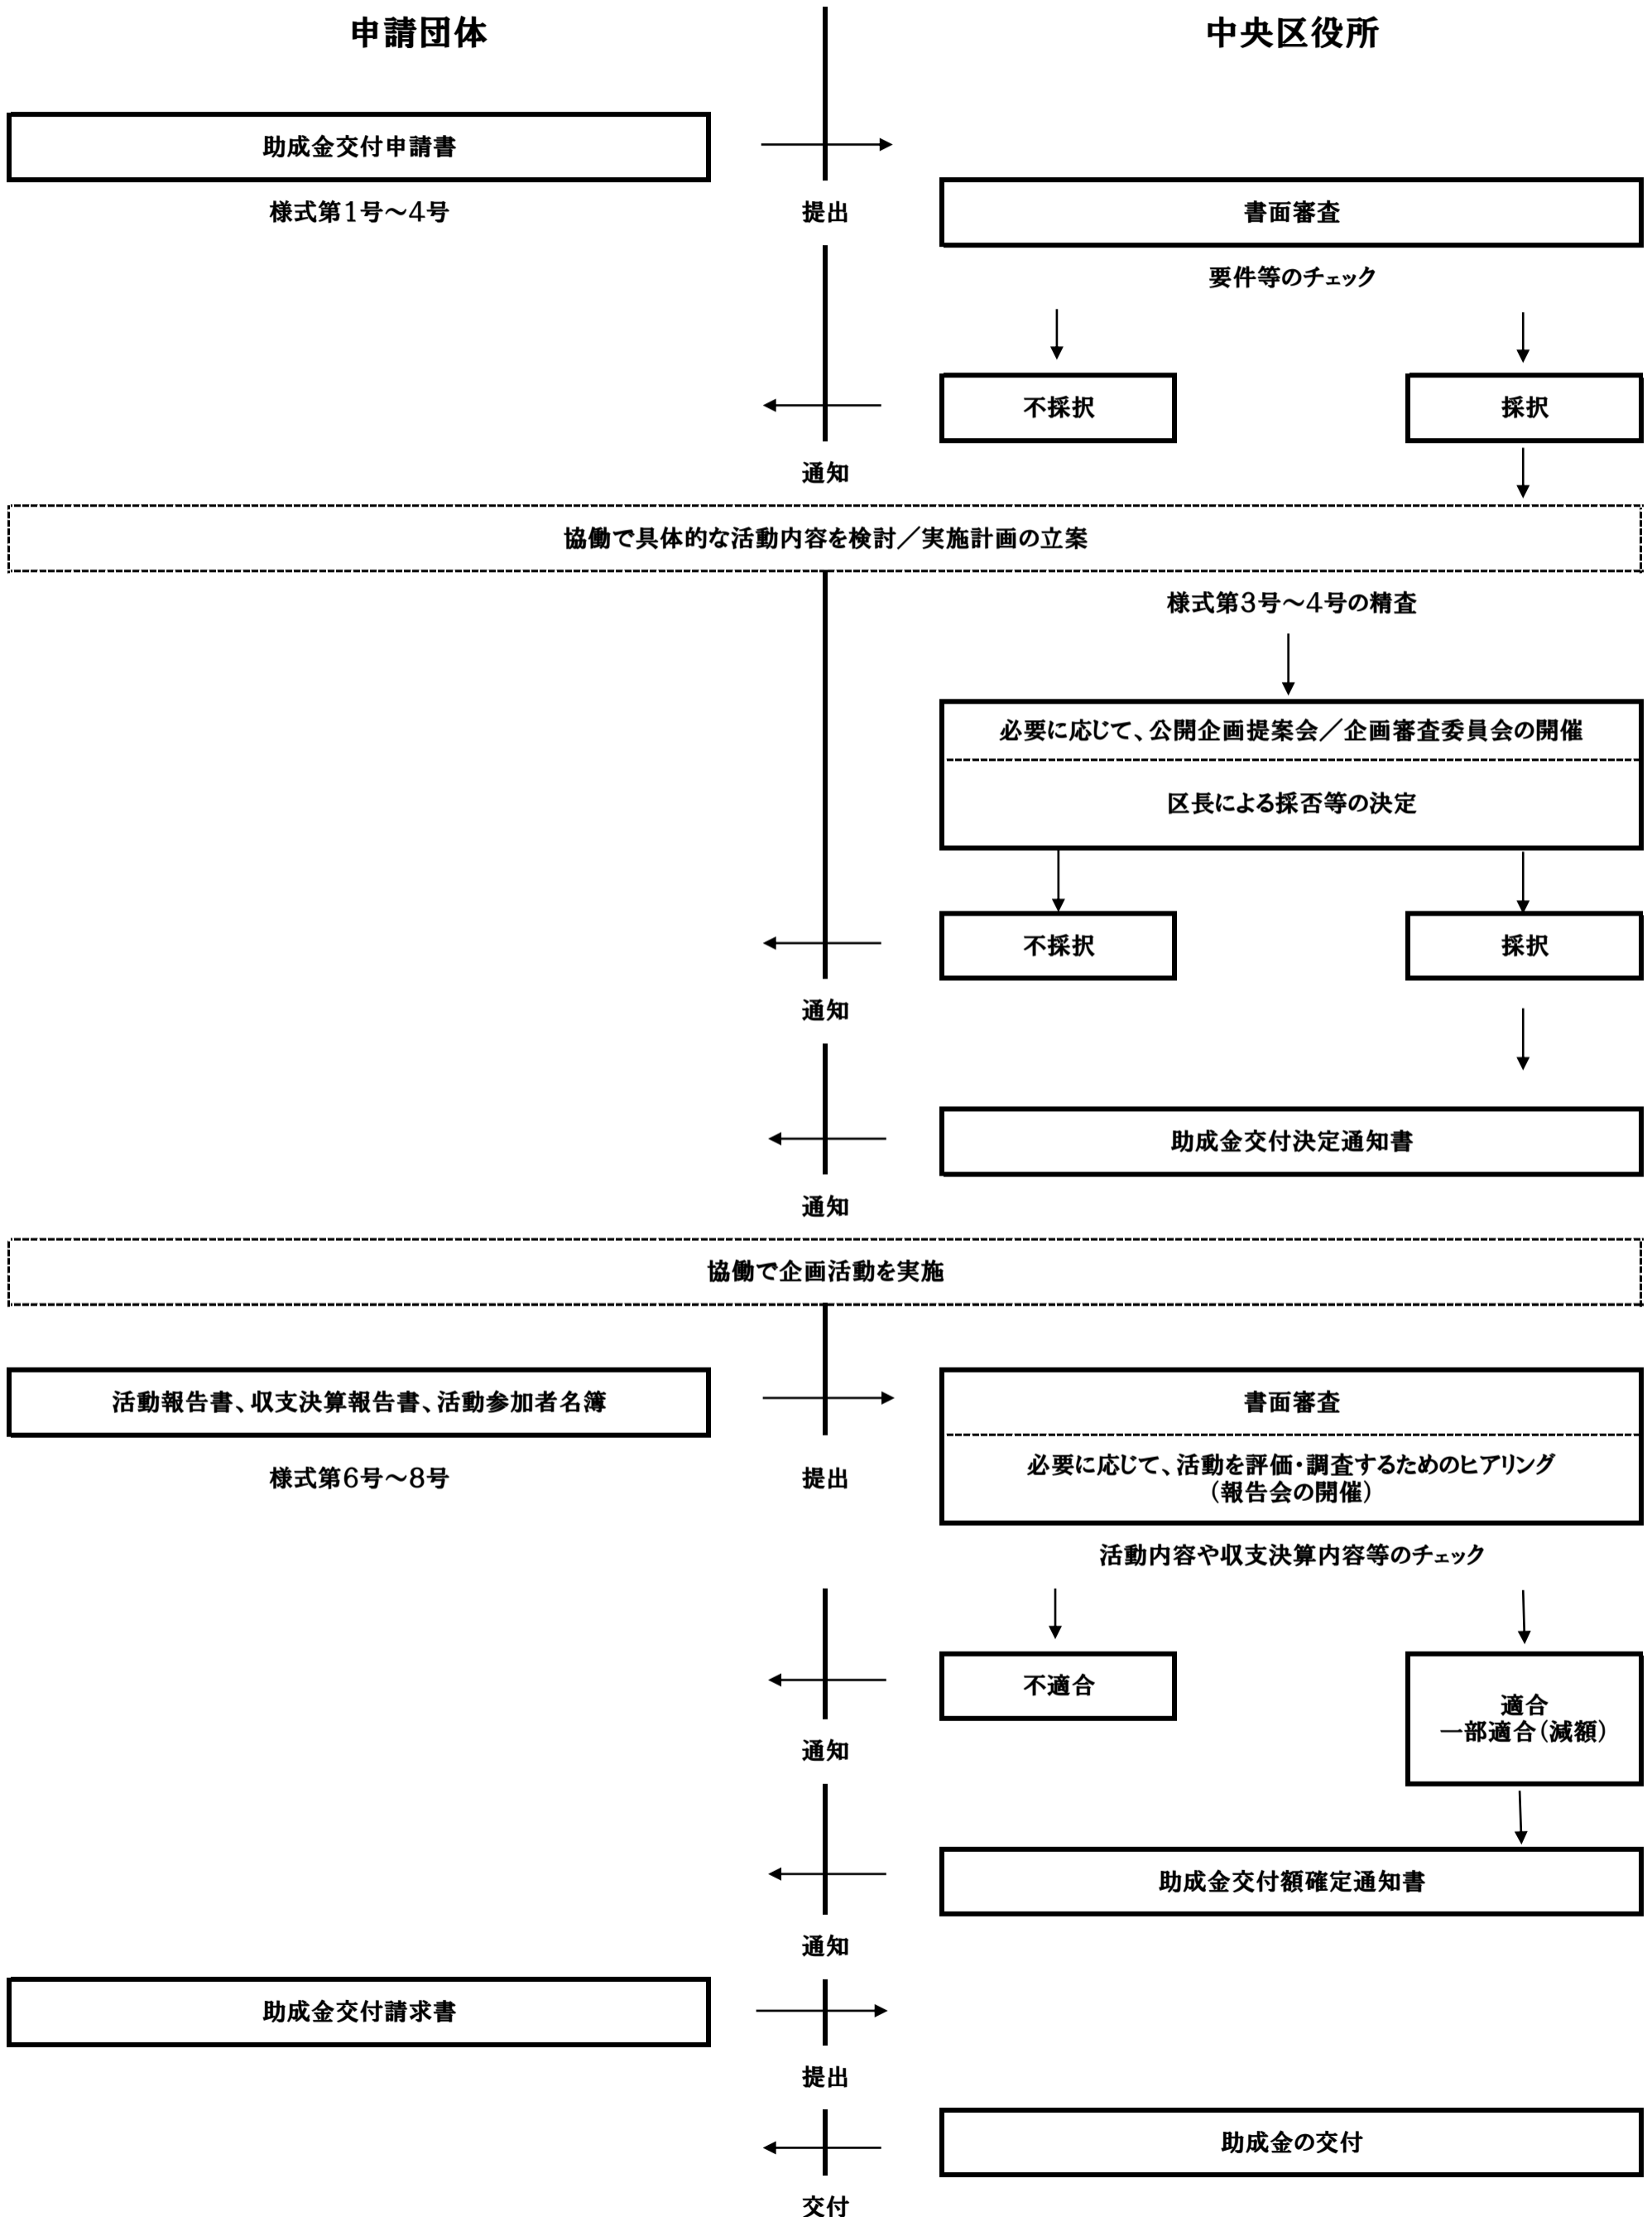 申請団体
中央区役所
助成金交付申請書
様式第1号～4号
提出
書面審査
要件等のチェック
不採択
採択
通知
協働で具体的な活動内容を検討／実施計画の立案
様式第3号～4号の精査
必要に応じて、公開企画提案会／企画審査委員会の開催
区長による採否等の決定
不採択
採択
通知
助成金交付決定通知書
通知
協働で企画活動を実施
活動報告書、収支決算報告書、活動参加者名簿
様式第6号～8号
提出
書面審査
必要に応じて、活動を評価・調査するためのヒアリング
（報告会の開催）
活動内容や収支決算内容等のチェック
不適合
適合
一部適合（減額）
通知
助成金交付額確定通知書
通知
助成金交付請求書
提出
助成金の交付
交付